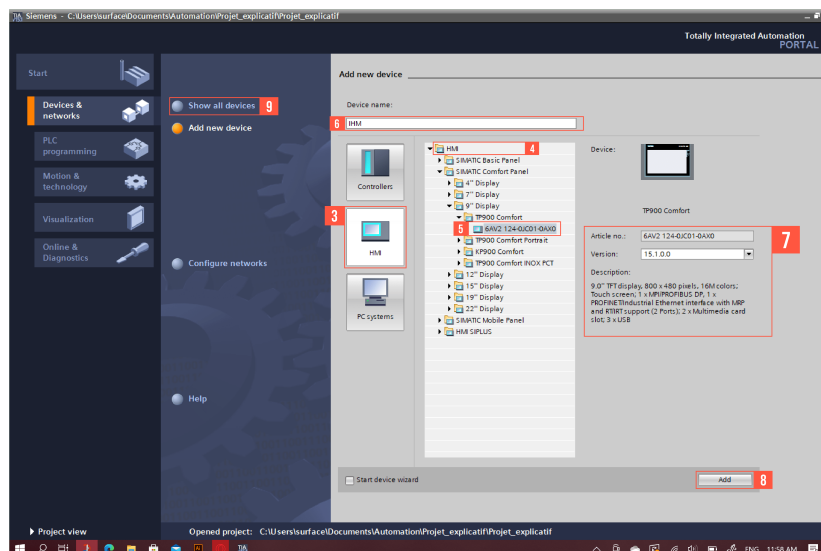 Siemens - C:\Users\surface\Documents\Automation\Projet_explicatif\Projet_explicatif
Totally Integrated Automation
PORTAL
Start
Devices &
networks
PLC
programming
Motion &
technology
Visualization
Online &
Diagnostics
Show all devices
9
Add new device
Configure networks
Help
Add new device
Device name:
6
IHM
Controllers
3
HMI
PC systems
HMI
4
SIMATIC Basic Panel
SIMATIC Comfort Panel
4" Display
7" Display
9" Display
TP900 Comfort
5
6AV2 124-0JC01-0AX0
TP900 Comfort Portrait
KP900 Comfort
TP900 Comfort INOX PCT
12" Display
15" Display
19" Display
22" Display
SIMATIC Mobile Panel
HMI SIPLUS
Device:
TP900 Comfort
Article no.: 6AV2 124-0JC01-0AX0
7
Version: 15.1.0.0
Description:
9.0" TFT display, 800 x 480 pixels, 16M colors;
Touch screen; 1 x MPI/PROFIBUS DP, 1 x
PROFINET/Industrial Ethernet interface with MRP
and RT/IRT support (2 Ports); 2 x Multimedia card
slot; 3 x USB
Start device wizard
Add
8
Project view
Opened project: C:\Users\surface\Documents\Automation\Projet_explicatif\Projet_explicatif
ENG 11:58 AM